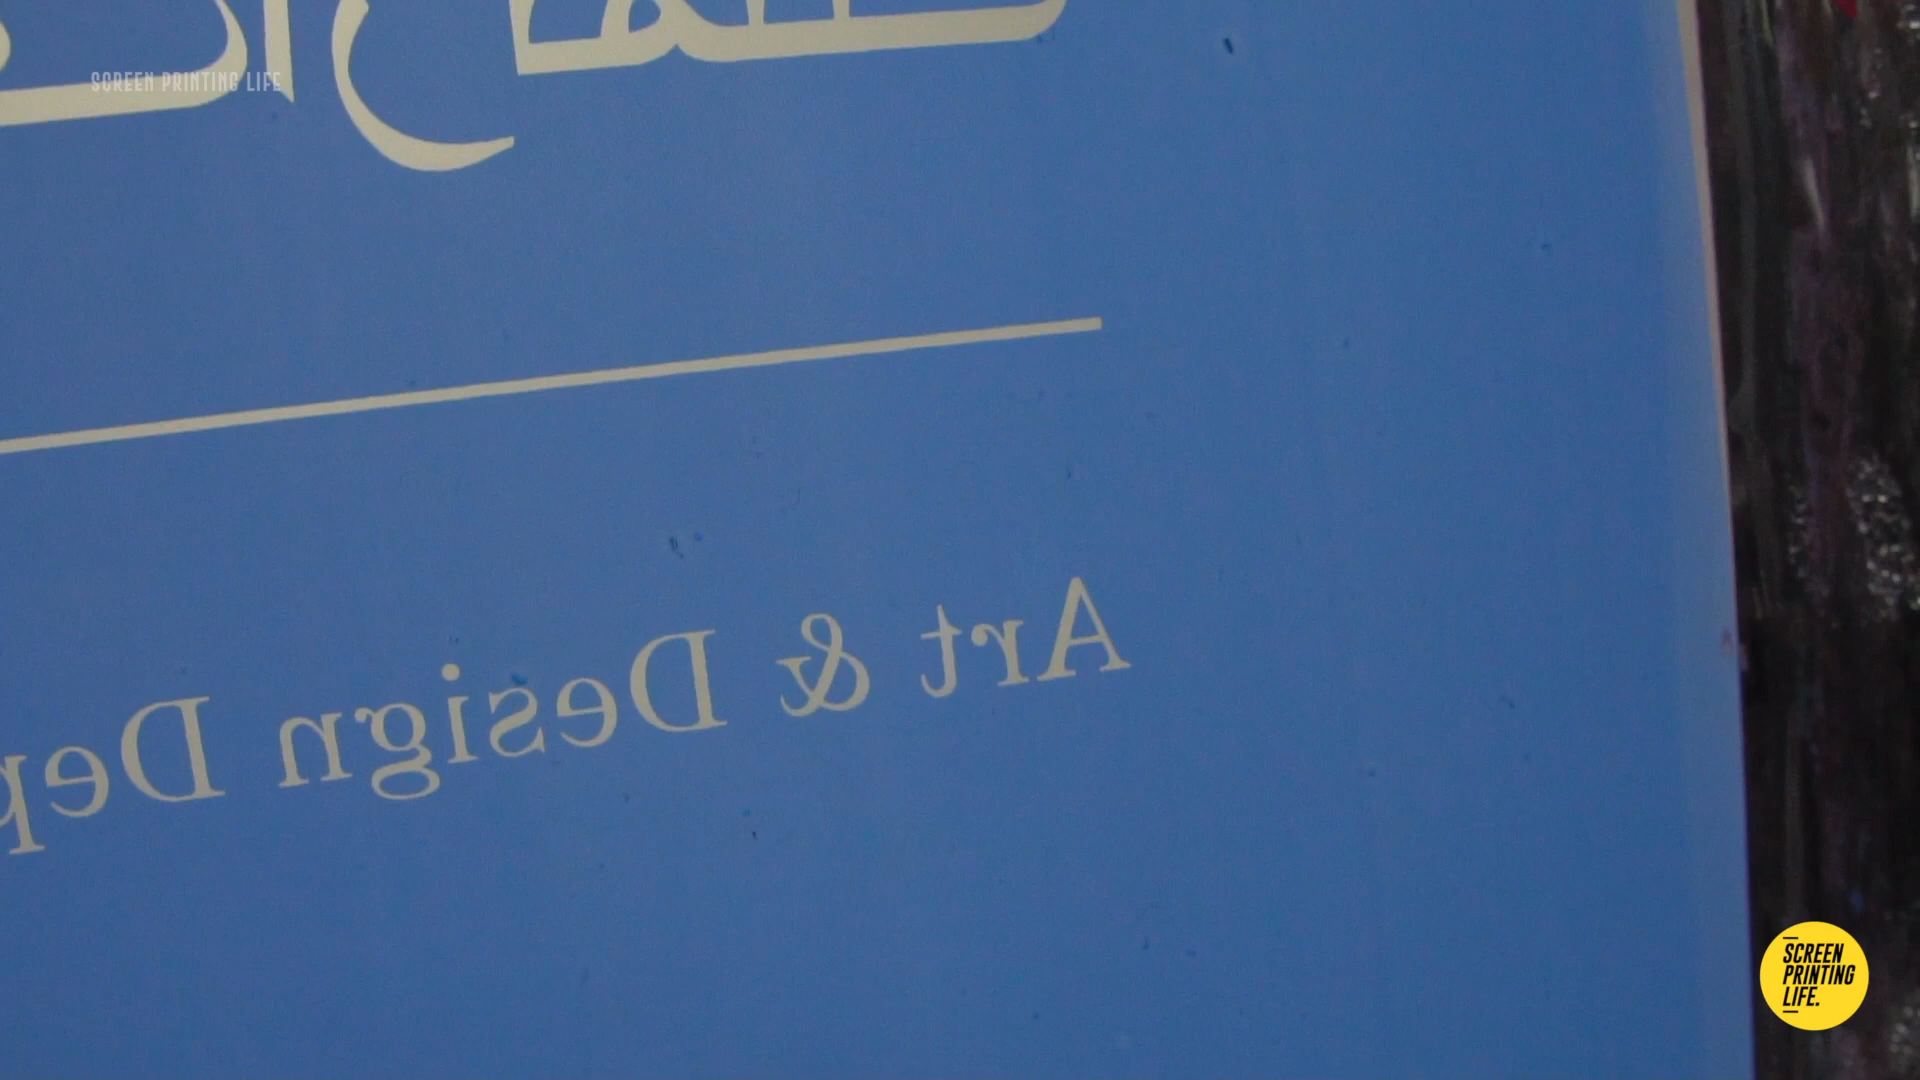 SCREEN PRINTING LIFE
Art & Design Dep
SCREEN
PRINTING
LIFE.